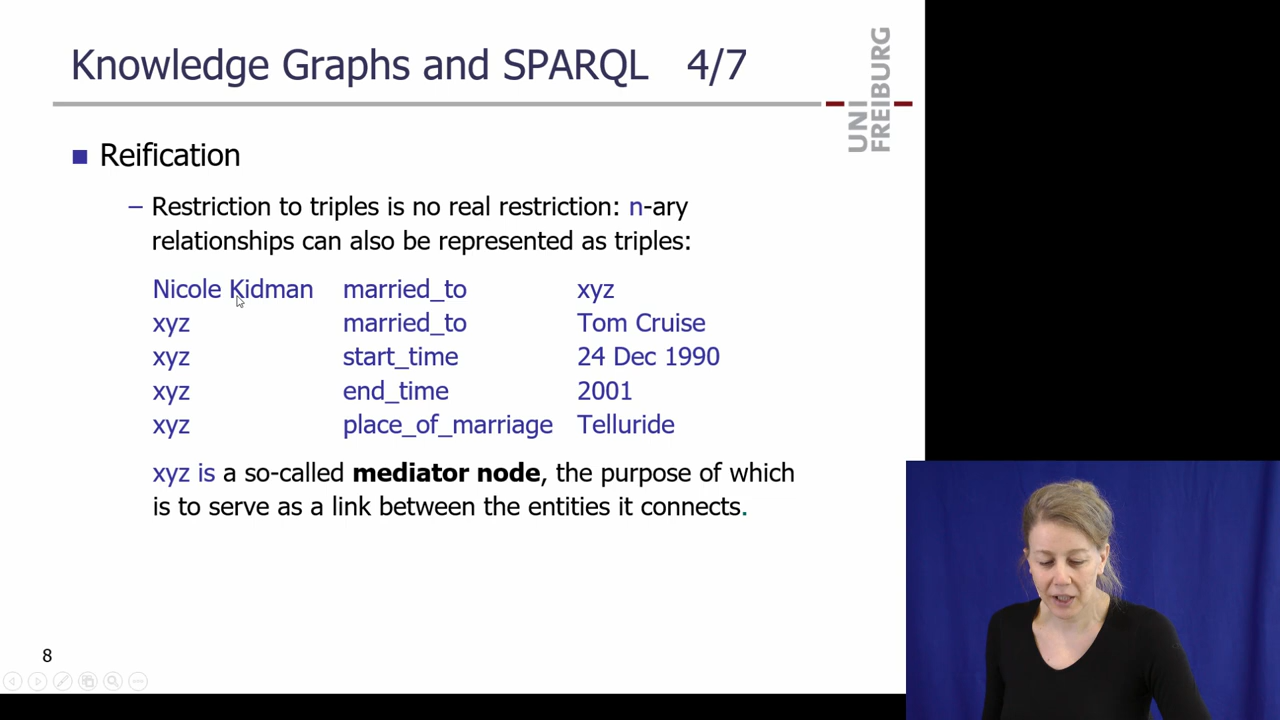 Knowledge Graphs and SPARQL 4/7
UNI
FREIBURG
Reification
– Restriction to triples is no real restriction: n-ary
relationships can also be represented as triples:
Nicole Kidman married_to xyz
xyz married_to Tom Cruise
xyz start_time 24 Dec 1990
xyz end_time 2001
xyz place_of_marriage Telluride
xyz is a so-called mediator node, the purpose of which
is to serve as a link between the entities it connects.
8